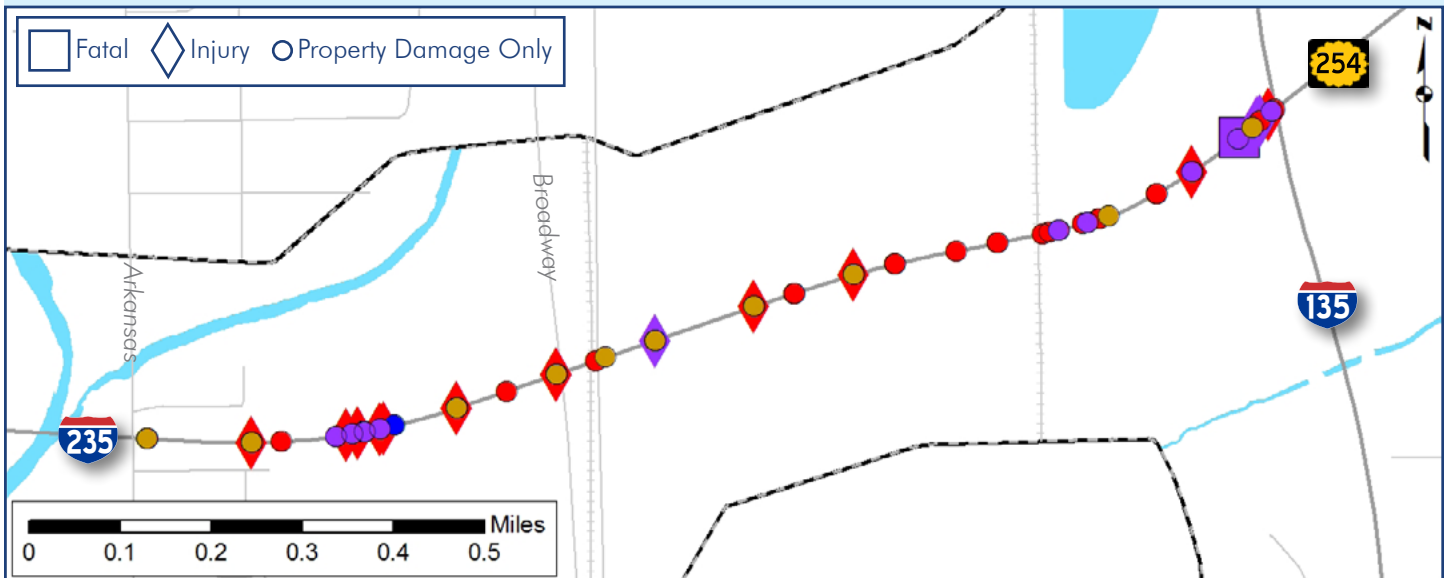 Fatal Injury Property Damage Only
254
N
Broadway
Arkansas
135
235
Miles
0 0.1 0.2 0.3 0.4 0.5